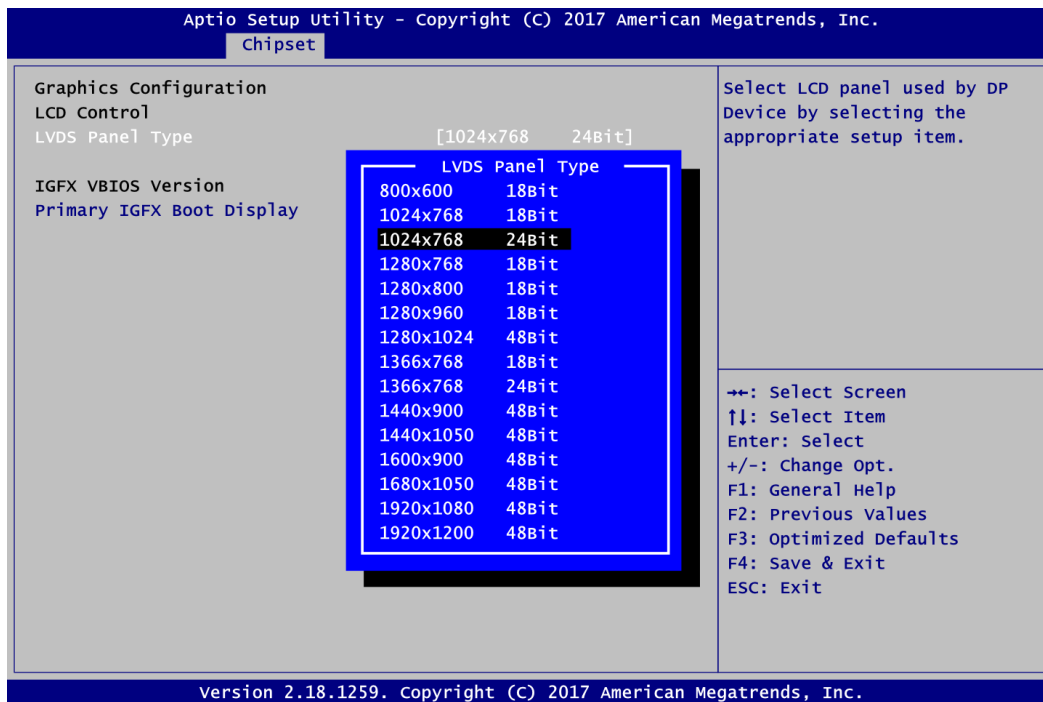 Aptio Setup Utility – Copyright (C) 2017 American Megatrends, Inc.
Chipset
Graphics Configuration
LCD Control
LVDS Panel Type [1024x768 24Bit]
IGFX VBIOS Version
Primary IGFX Boot Display
LVDS Panel Type
800x600 18Bit
1024x768 18Bit
1024x768 24Bit
1280x768 18Bit
1280x800 18Bit
1280x960 18Bit
1280x1024 48Bit
1366x768 18Bit
1366x768 24Bit
1440x900 48Bit
1440x1050 48Bit
1600x900 48Bit
1680x1050 48Bit
1920x1080 48Bit
1920x1200 48Bit
Select LCD panel used by DP
Device by selecting the
appropriate setup item.
→←: Select Screen
↑↓: Select Item
Enter: Select
+/-: Change Opt.
F1: General Help
F2: Previous Values
F3: Optimized Defaults
F4: Save & Exit
ESC: Exit
Version 2.18.1259. Copyright (C) 2017 American Megatrends, Inc.